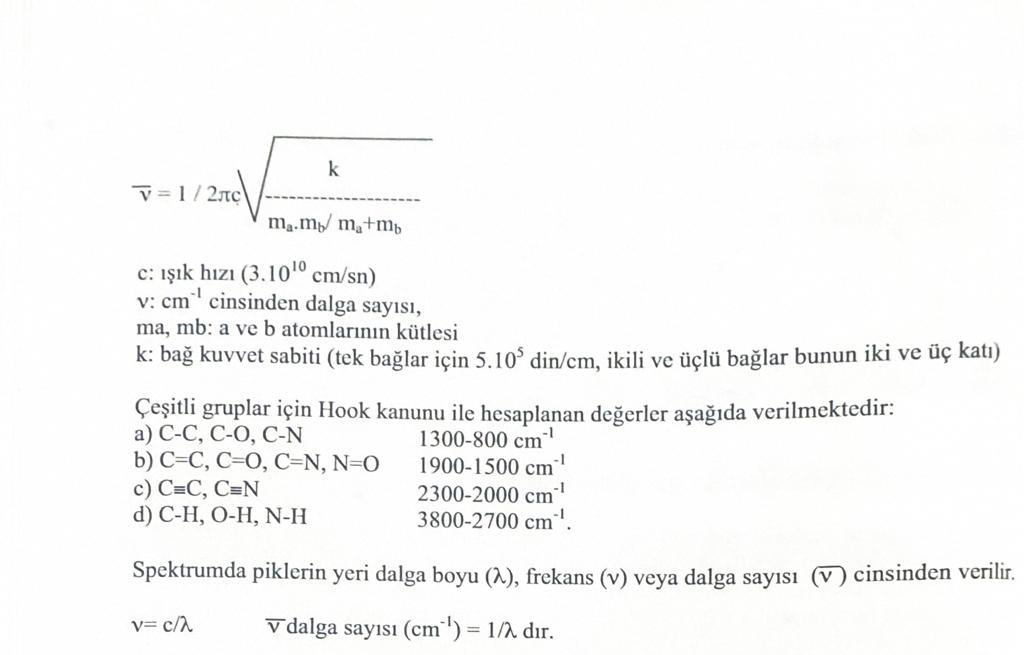 k
v̅ = 1 / 2πc √ --------------------
mₐ.m_b/ mₐ+m_b
c: ışık hızı (3.10¹⁰ cm/sn)
ν: cm⁻¹ cinsinden dalga sayısı,
ma, mb: a ve b atomlarının kütlesi
k: bağ kuvvet sabiti (tek bağlar için 5.10⁵ din/cm, ikili ve üçlü bağlar bunun iki ve üç katı)
Çeşitli gruplar için Hook kanunu ile hesaplanan değerler aşağıda verilmektedir:
a) C-C, C-O, C-N 1300-800 cm⁻¹
b) C=C, C=O, C=N, N=O 1900-1500 cm⁻¹
c) C≡C, C≡N 2300-2000 cm⁻¹
d) C-H, O-H, N-H 3800-2700 cm⁻¹.
Spektrumda piklerin yeri dalga boyu (λ), frekans (ν) veya dalga sayısı (v̅) cinsinden verilir.
ν= c/λ v̅ dalga sayısı (cm⁻¹) = 1/λ dır.